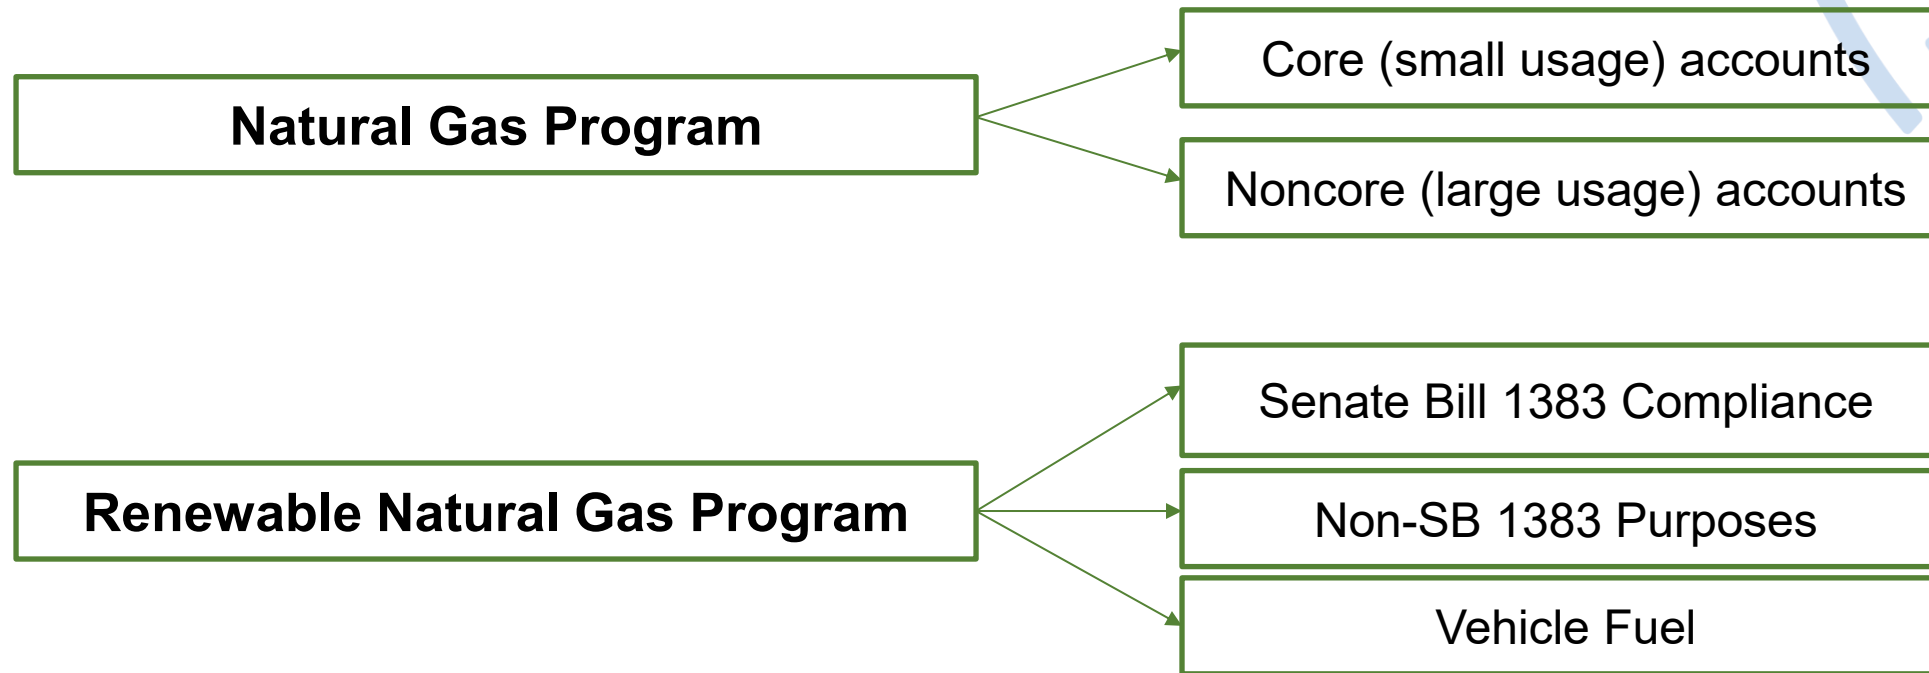 Natural Gas Program
Core (small usage) accounts
Noncore (large usage) accounts
Renewable Natural Gas Program
Senate Bill 1383 Compliance
Non-SB 1383 Purposes
Vehicle Fuel